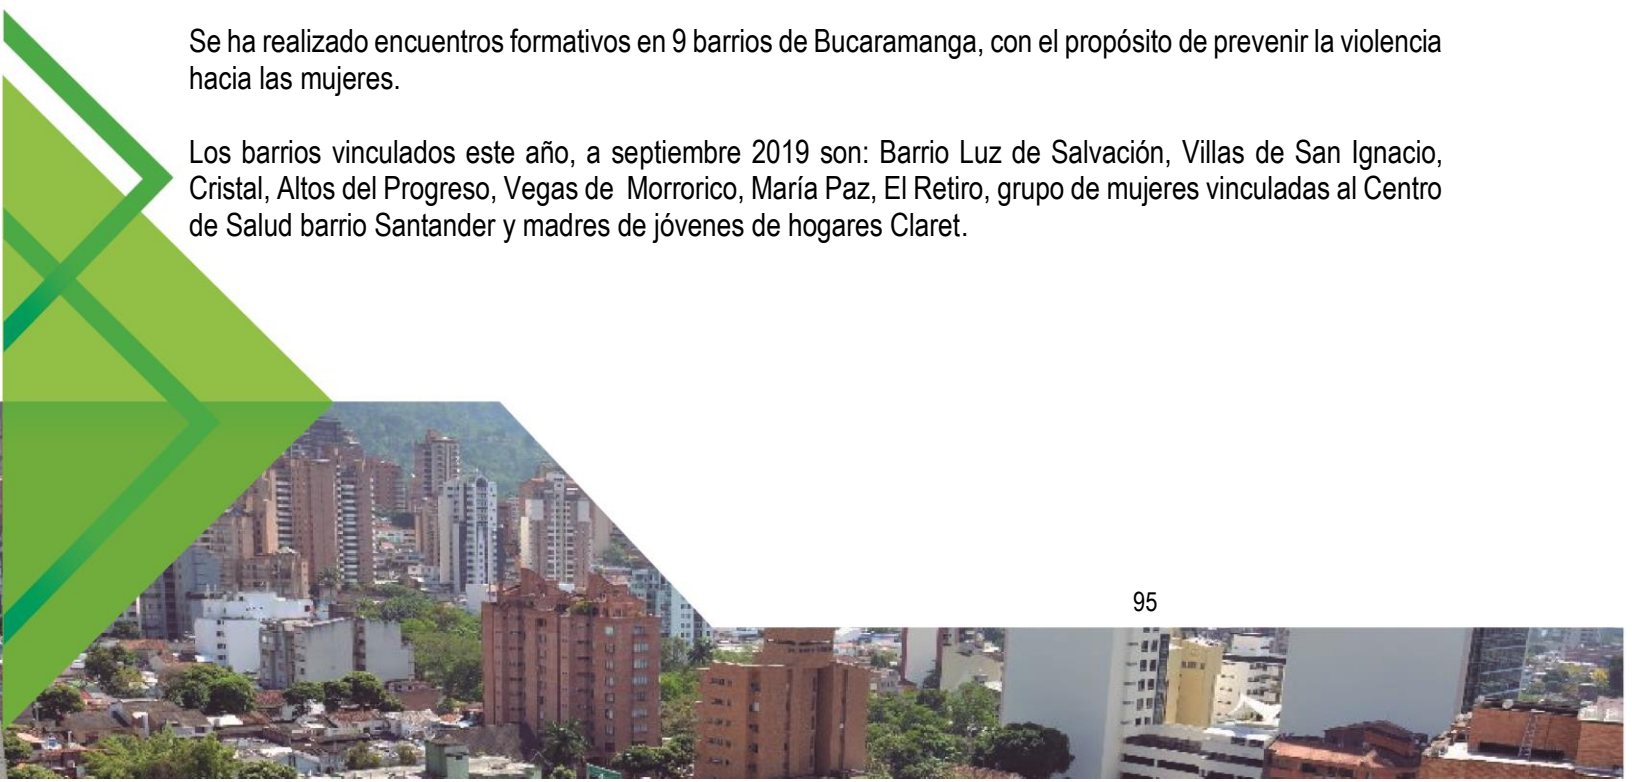 Se ha realizado encuentros formativos en 9 barrios de Bucaramanga, con el propósito de prevenir la violencia
hacia las mujeres.
Los barrios vinculados este año, a septiembre 2019 son: Barrio Luz de Salvación, Villas de San Ignacio,
Cristal, Altos del Progreso, Vegas de Morrorico, María Paz, El Retiro, grupo de mujeres vinculadas al Centro
de Salud barrio Santander y madres de jóvenes de hogares Claret.
95